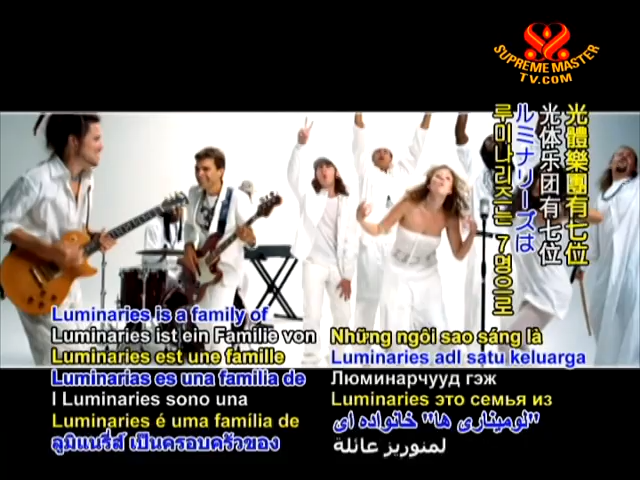 SUPREME MASTER
TV.COM
光體樂團有七位
光体乐团有七位
ルミナリーズは
루미나리즈는 7명으로
Luminaries is a family of
Luminaries ist ein Familie von
Luminaries est une famille
Luminarias es una familia de
I Luminaries sono una
Luminaries é uma família de
ลูมิแนรีส์ เป็นครอบครัวของ
Những ngôi sao sáng là
Luminaries adl satu keluarga
Люминарчууд гэж
Luminaries это семья из
"لومیناری ها" خانواده ای
لمنوريز عائلة